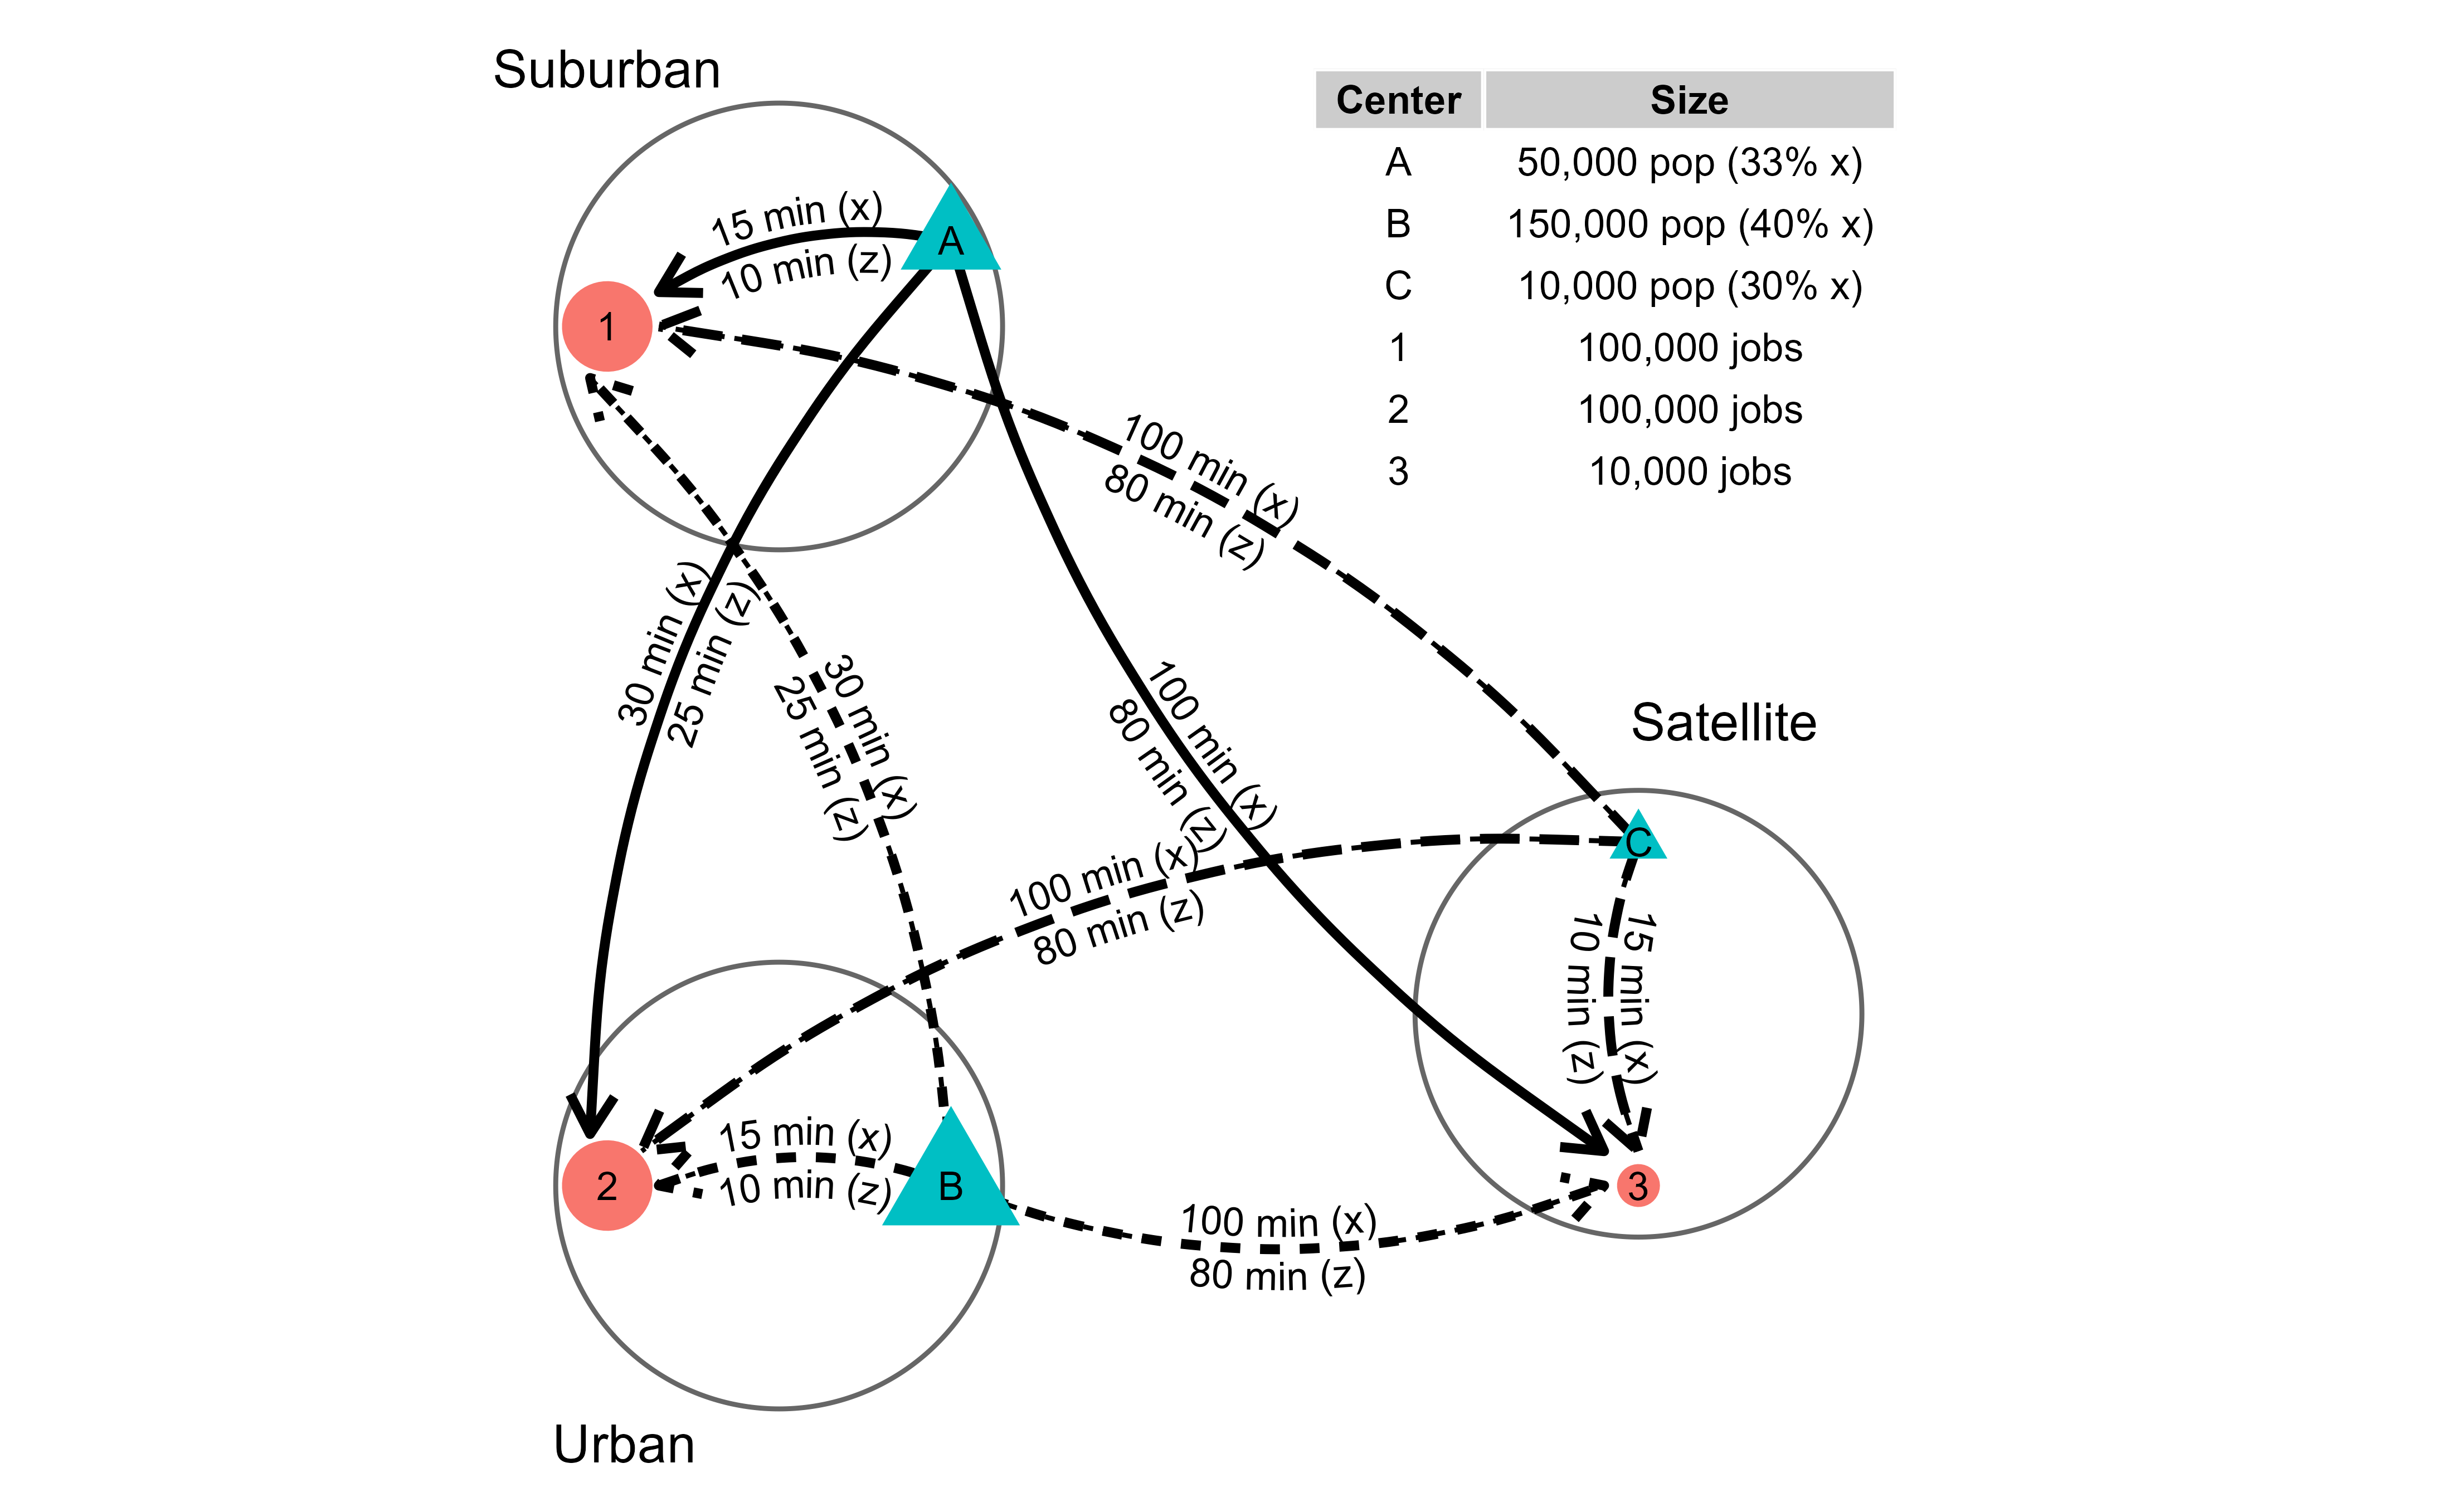 Suburban
Center Size
A 50,000 pop (33% x)
B 150,000 pop (40% x)
C 10,000 pop (30% x)
1 100,000 jobs
2 100,000 jobs
3 10,000 jobs
15 min (x)
10 min (z)
A
1
100 min (x)
80 min (z)
30 min (x)
25 min (z)
30 min (x)
25 min (z)
100 min (x)
80 min (z)
Satellite
C
100 min (x)
80 min (z)
15 min (x)
10 min (z)
15 min (x)
10 min (z)
2
B
3
100 min (x)
80 min (z)
Urban